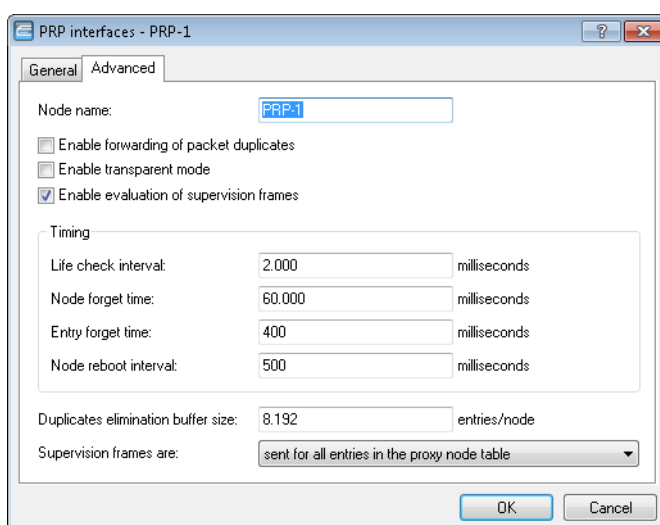 PRP interfaces - PRP-1
General Advanced
Node name: PRP-1
Enable forwarding of packet duplicates
Enable transparent mode
Enable evaluation of supervision frames
Timing
Life check interval: 2.000 milliseconds
Node forget time: 60.000 milliseconds
Entry forget time: 400 milliseconds
Node reboot interval: 500 milliseconds
Duplicates elimination buffer size: 8.192 entries/node
Supervision frames are: sent for all entries in the proxy node table
OK Cancel